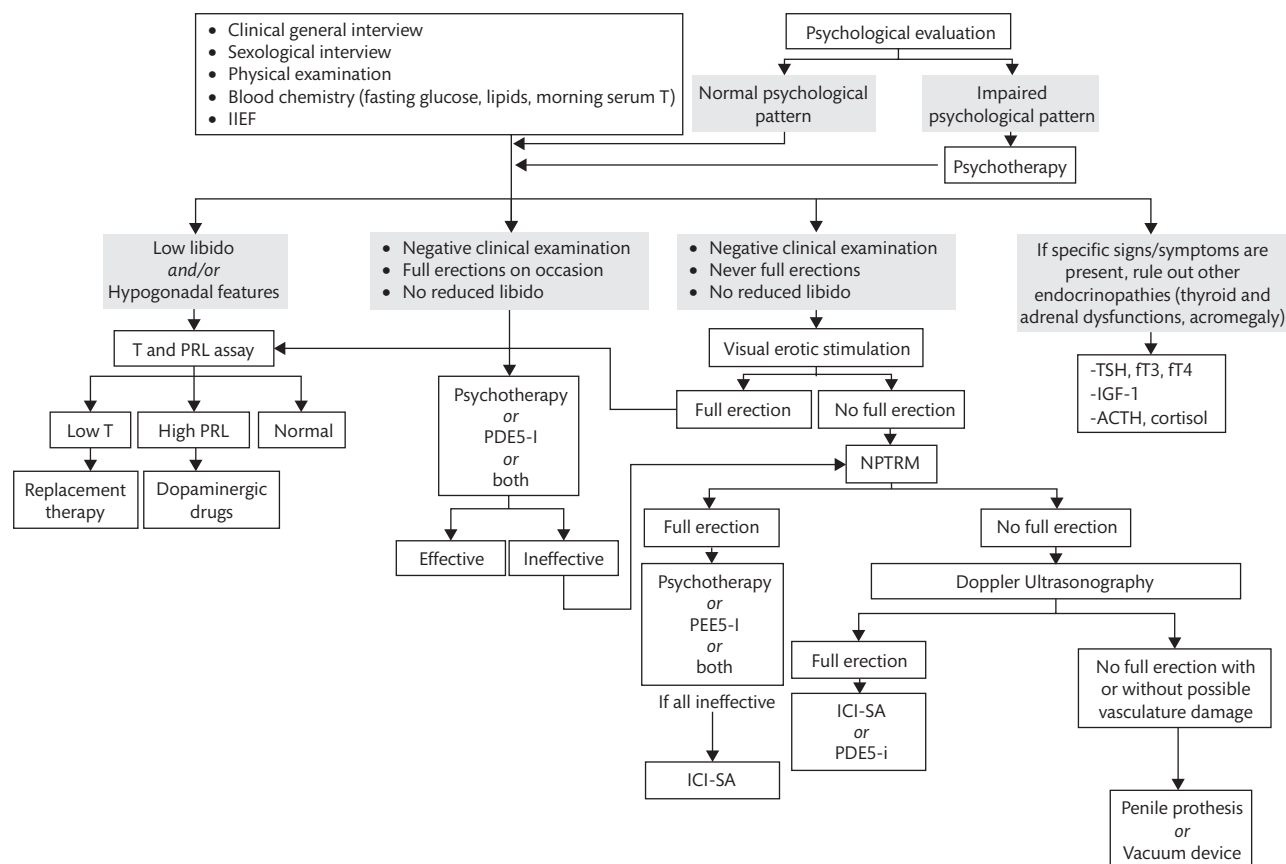 • Clinical general interview
• Sexological interview
• Physical examination
• Blood chemistry (fasting glucose, lipids, morning serum T)
• IIEF
Psychological evaluation
Normal psychological
pattern
Impaired
psychological pattern
Psychotherapy
Low libido
and/or
Hypogonadal features
• Negative clinical examination
• Full erections on occasion
• No reduced libido
• Negative clinical examination
• Never full erections
• No reduced libido
If specific signs/symptoms are
present, rule out other
endocrinopathies (thyroid and
adrenal dysfunctions, acromegaly)
T and PRL assay
Visual erotic stimulation
-TSH, fT3, fT4
-IGF-1
-ACTH, cortisol
Low T
High PRL
Normal
Psychotherapy
or
PDE5-I
or
both
Full erection
No full erection
Replacement
therapy
Dopaminergic
drugs
NPTRM
Effective
Ineffective
Full erection
No full erection
Psychotherapy
or
PEE5-I
or
both
Doppler Ultrasonography
If all ineffective
ICI-SA
Full erection
ICI-SA
or
PDE5-i
No full erection with
or without possible
vasculature damage
Penile prothesis
or
Vacuum device